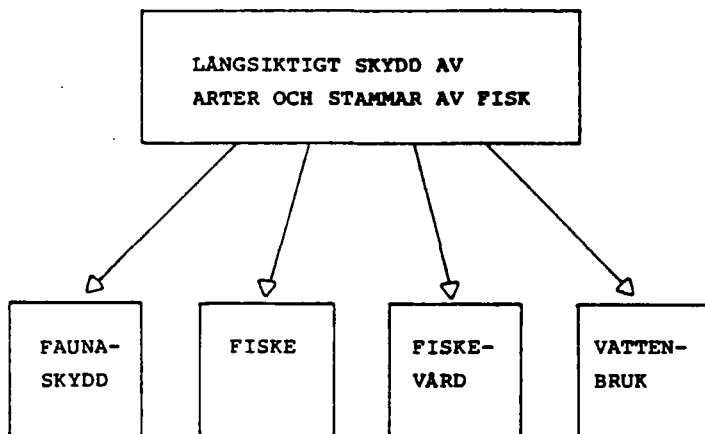 LÅNGSIKTIGT SKYDD AV
ARTER OCH STAMMAR AV FISK
FAUNA-
SKYDD
FISKE
FISKE-
VÅRD
VATTEN-
BRUK